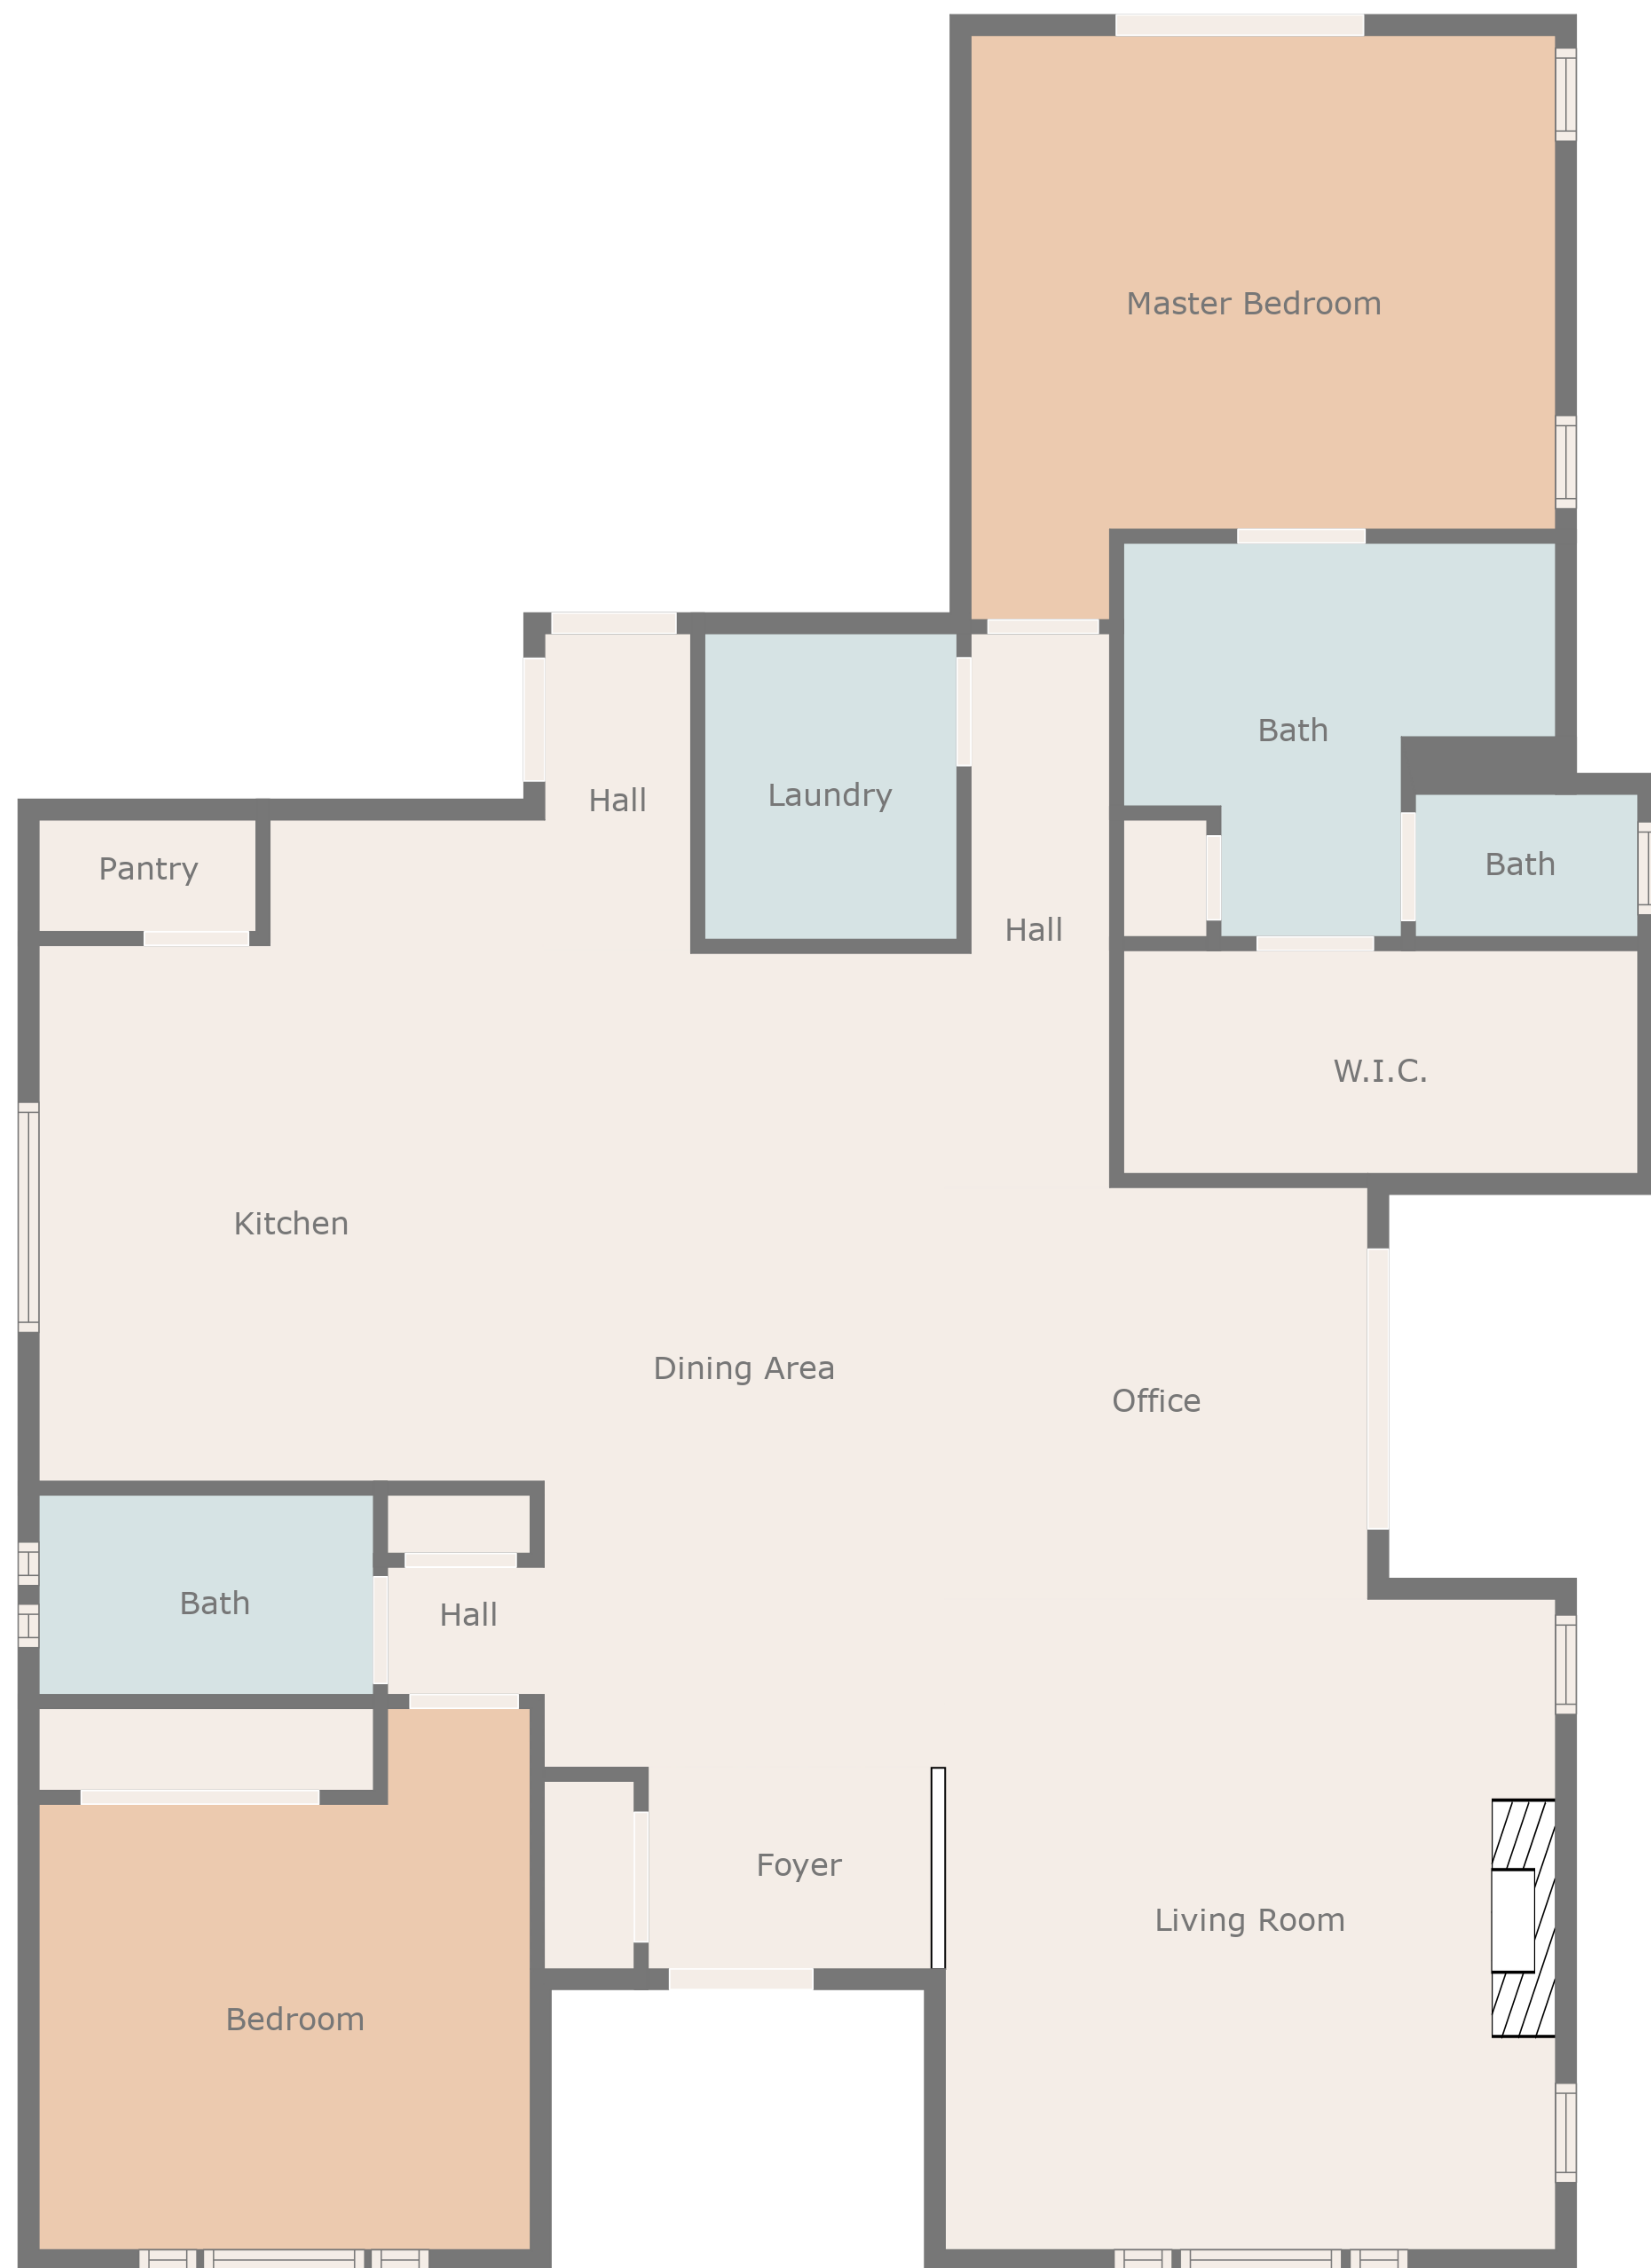 Master Bedroom
Bath
Hall
Laundry
Pantry
Bath
Hall
W.I.C.
Kitchen
Dining Area
Office
Bath
Hall
Foyer
Living Room
Bedroom